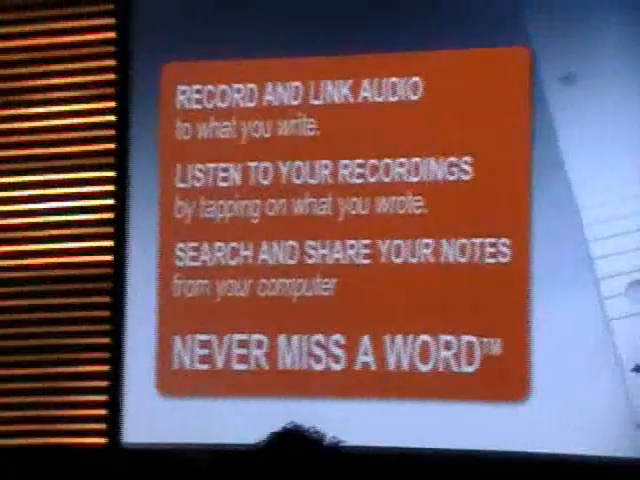 RECORD AND LINK AUDIO
to what you write.
LISTEN TO YOUR RECORDINGS
by tapping on what you wrote.
SEARCH AND SHARE YOUR NOTES
from your computer
NEVER MISS A WORD™